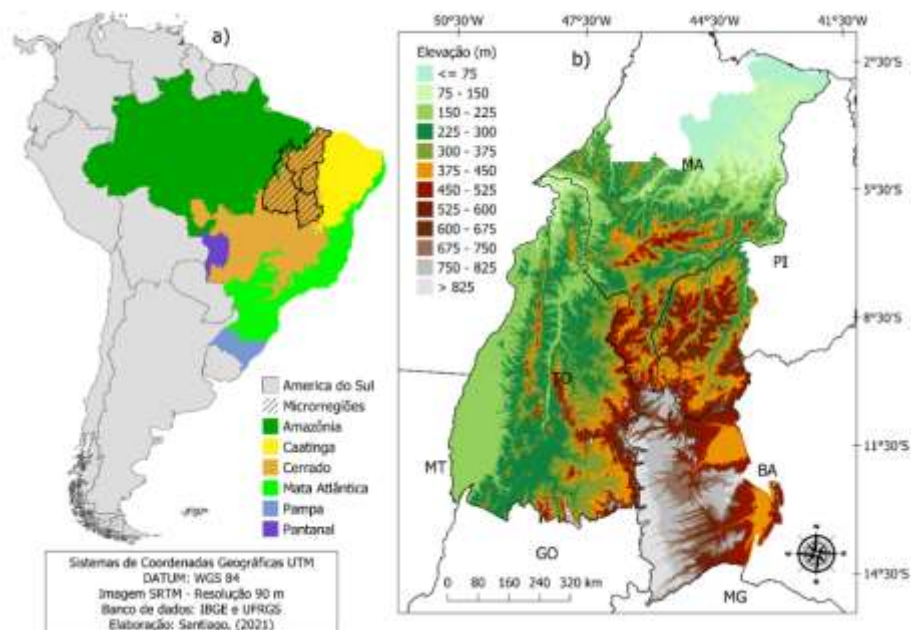 a)
America do Sul
Microrregiões
Amazônia
Caatinga
Cerrado
Mata Atlântica
Pampa
Pantanal
Sistemas de Coordenadas Geográficas UTM
DATUM: WGS 84
Imagem SRTM - Resolução 90 m
Banco de dados: IBGE e UFRGS
Elaboração: Santiago, (2021)
50°30'W 47°30'W 44°30'W 41°30'W
Elevação (m)
b)
<= 75
75 - 150
150 - 225
225 - 300
300 - 375
375 - 450
450 - 525
525 - 600
600 - 675
675 - 750
750 - 825
> 825
2°30'S
5°30'S
8°30'S
11°30'S
14°30'S
MA
PI
TO
MT
BA
GO
MG
0 80 160 240 320 km